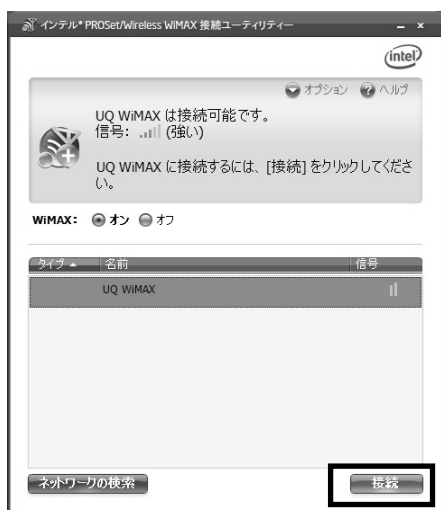 インテル® PROSet/Wireless WiMAX 接続ユーティリティー
intel
オプション ヘルプ
UQ WiMAX は接続可能です。
信号: (強い)
UQ WiMAX に接続するには、[接続] をクリックしてくださ
い。
WiMAX: オン オフ
タイプ 名前 信号
UQ WiMAX
ネットワークの検索 接続